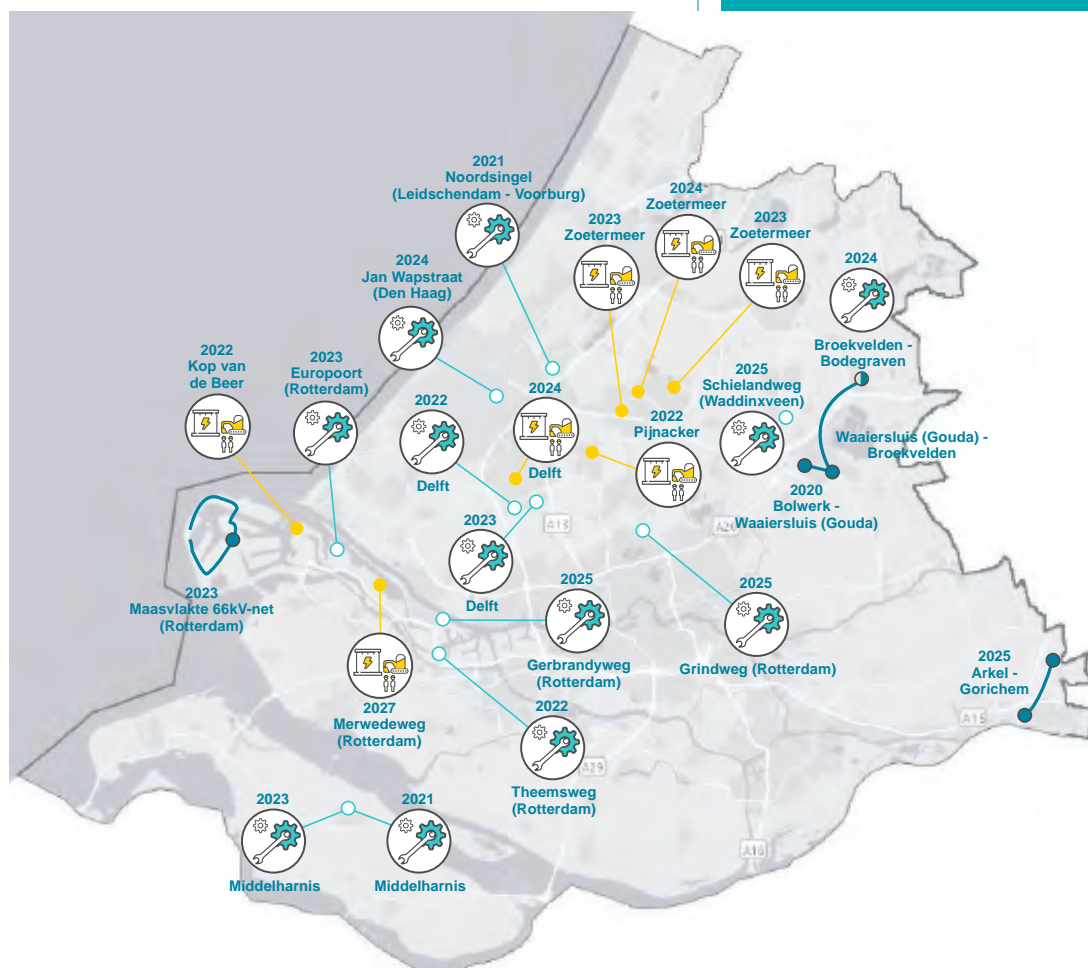 2021
Noordsingel
(Leidschendam - Voorburg)
2024
Zoetermeer
2023
Zoetermeer
2023
Zoetermeer
2024
Jan Wapstraat
(Den Haag)
2024
Broekvelden -
Bodegraven
2022
Kop van
de Beer
2023
Europoort
(Rotterdam)
2025
Schielandweg
(Waddinxveen)
2022
Delft
2024
Delft
2022
Pijnacker
Waaiersluis (Gouda) -
Broekvelden
2020
Bolwerk -
Waaiersluis (Gouda)
A13
A20
2023
Delft
2023
Maasvlakte 66kV-net
(Rotterdam)
2025
Gerbrandyweg
(Rotterdam)
2025
Grindweg (Rotterdam)
2025
Arkel -
Gorichem
A15
2027
Merwedeweg
(Rotterdam)
2022
Theemsweg
(Rotterdam)
A29
2023
Middelharnis
2021
Middelharnis
A16